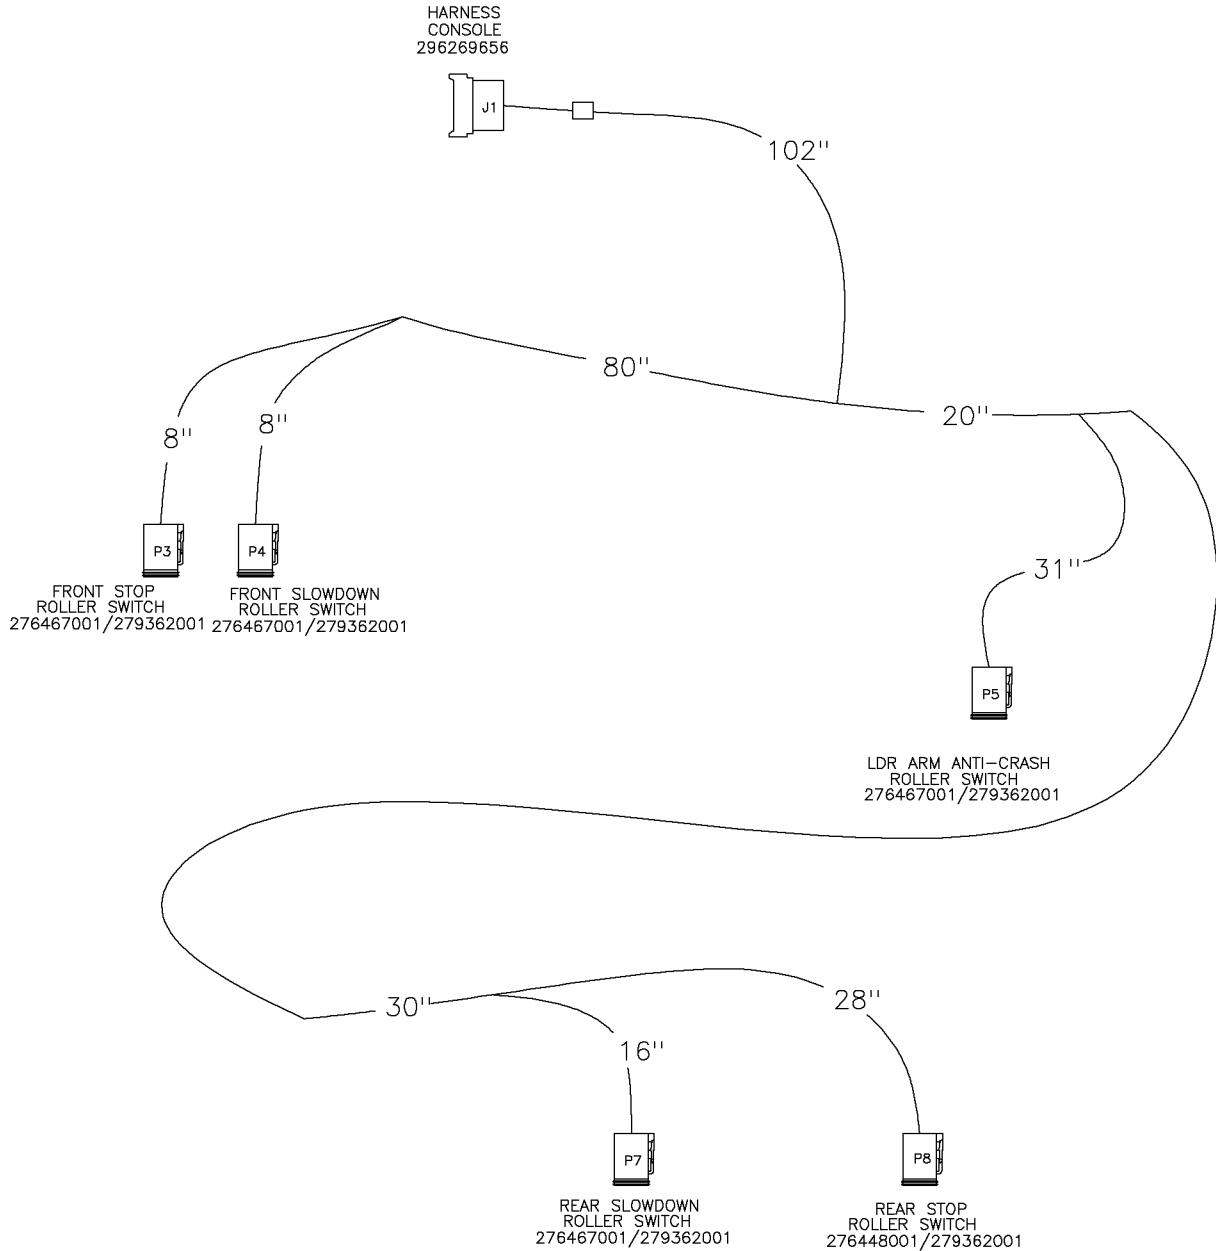 HARNESS
CONSOLE
296269656
J1
102"
80"
20"
8"
8"
P3
P4
FRONT STOP
ROLLER SWITCH
276467001/279362001
FRONT SLOWDOWN
ROLLER SWITCH
276467001/279362001
31"
P5
LDR ARM ANTI-CRASH
ROLLER SWITCH
276467001/279362001
30"
28"
16"
P7
P8
REAR SLOWDOWN
ROLLER SWITCH
276467001/279362001
REAR STOP
ROLLER SWITCH
276448001/279362001